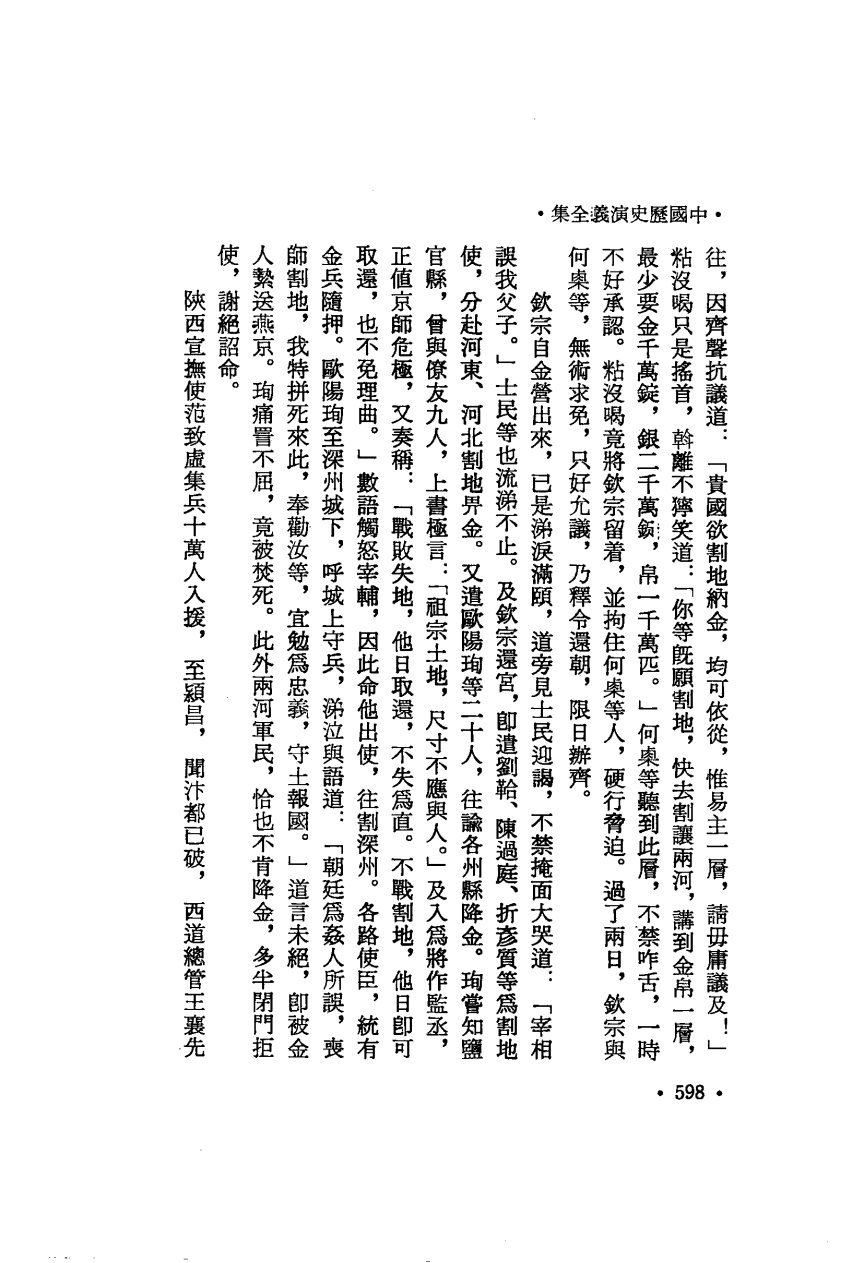 •中國歷史演義全集•
往，因齊聲抗議道：「貴國欲割地納金，均可依從，惟易主一層，請毋庸議及！」
粘沒喝只是搖首，斡離不獰笑道：「你等既願割地，快去割讓兩河，講到金帛一層，
最少要金千萬錠，銀二千萬錠，帛一千萬匹。」何㮚等聽到此層，不禁咋舌，一時
不好承認。粘沒喝竟將欽宗留着，並拘住何㮚等人，硬行脅迫。過了兩日，欽宗與
何㮚等，無術求免，只好允議，乃釋令還朝，限日辦齊。
欽宗自金營出來，已是涕淚滿頤，道旁見士民迎謁，不禁掩面大哭道：「宰相
誤我父子。」士民等也流涕不止。及欽宗還宮，卽遣劉韐、陳過庭、折彥質等爲割地
使，分赴河東、河北割地畀金。又遣歐陽珣等二十人，往諭各州縣降金。珣嘗知鹽
官縣，曾與僚友九人，上書極言：「祖宗土地，尺寸不應與人。」及入爲將作監丞，
正値京師危極，又奏稱：「戰敗失地，他日取還，不失爲直。不戰割地，他日卽可
取還，也不免理曲。」數語觸怒宰輔，因此命他出使，往割深州。各路使臣，統有
金兵隨押。歐陽珣至深州城下，呼城上守兵，涕泣與語道：「朝廷爲姦人所誤，喪
師割地，我特拼死來此，奉勸汝等，宜勉爲忠義，守土報國。」道言未絕，卽被金
人縶送燕京。珣痛詈不屈，竟被焚死。此外兩河軍民，恰也不肯降金，多半閉門拒
使，謝絕詔命。
陝西宣撫使范致虛集兵十萬人入援，至潁昌，聞汴都已破，西道總管王襄先
•598•